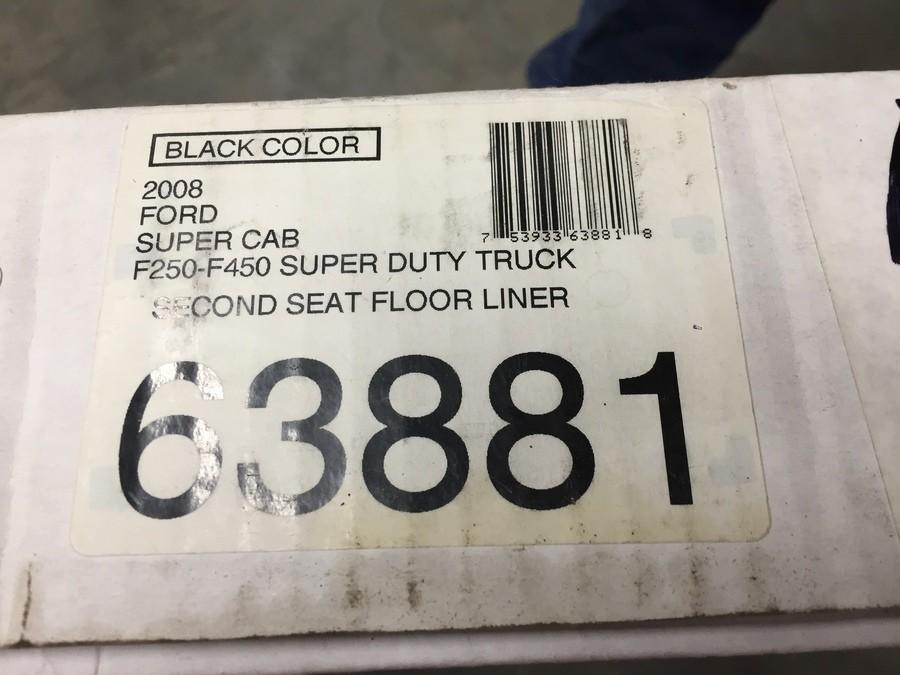 BLACK COLOR
2008
FORD
SUPER CAB
F250-F450 SUPER DUTY TRUCK
SECOND SEAT FLOOR LINER
7 53933 63881 8
63881